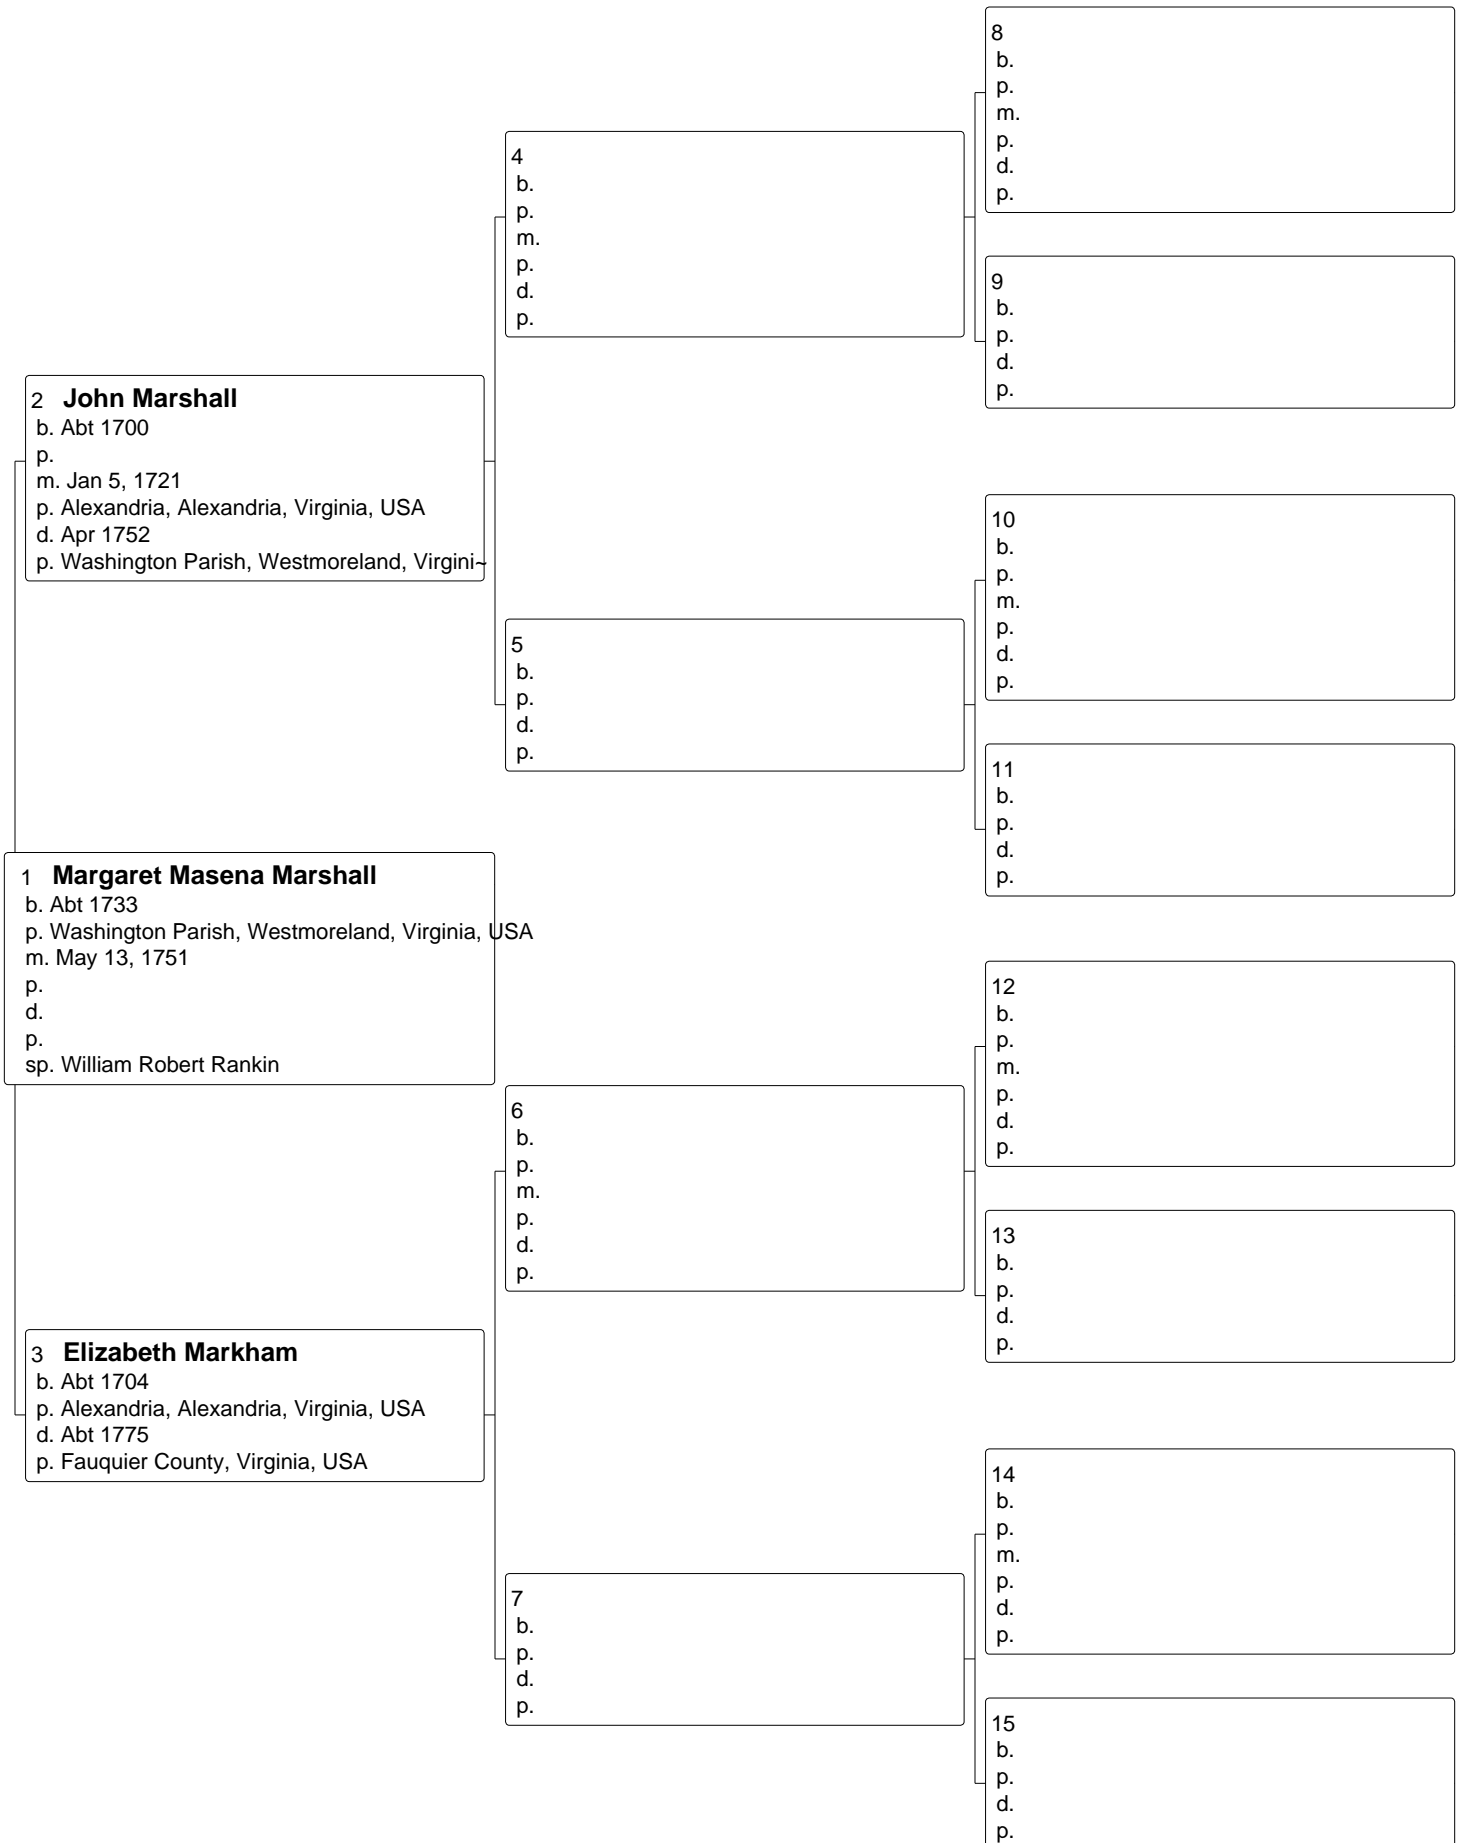 8
b.
p.
m.
p.
d.
p.
4
b.
p.
m.
p.
d.
p.
9
b.
p.
d.
p.
2 John Marshall
b. Abt 1700
p.
m. Jan 5, 1721
p. Alexandria, Alexandria, Virginia, USA
d. Apr 1752
p. Washington Parish, Westmoreland, Virgini~
10
b.
p.
m.
p.
d.
p.
5
b.
p.
d.
p.
11
b.
p.
d.
p.
1 Margaret Masena Marshall
b. Abt 1733
p. Washington Parish, Westmoreland, Virginia, USA
m. May 13, 1751
p.
d.
p.
sp. William Robert Rankin
12
b.
p.
m.
p.
d.
p.
6
b.
p.
m.
p.
d.
p.
13
b.
p.
d.
p.
3 Elizabeth Markham
b. Abt 1704
p. Alexandria, Alexandria, Virginia, USA
d. Abt 1775
p. Fauquier County, Virginia, USA
14
b.
p.
m.
p.
d.
p.
7
b.
p.
d.
p.
15
b.
p.
d.
p.